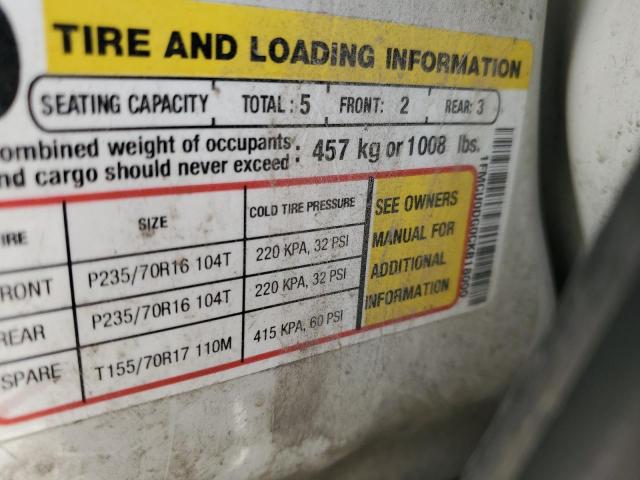 TIRE AND LOADING INFORMATION
SEATING CAPACITY TOTAL : 5 FRONT: 2 REAR: 3
ombined weight of occupants : 457 kg or 1008 lbs.
nd cargo should never exceed
IRE SIZE COLD TIRE PRESSURE
RONT P235/70R16 104T 220 KPA, 32 PSI
REAR P235/70R16 104T 220 KPA, 32 PSI
SPARE T155/70R17 110M 415 KPA, 60 PSI
SEE OWNERS
MANUAL FOR
ADDITIONAL
INFORMATION